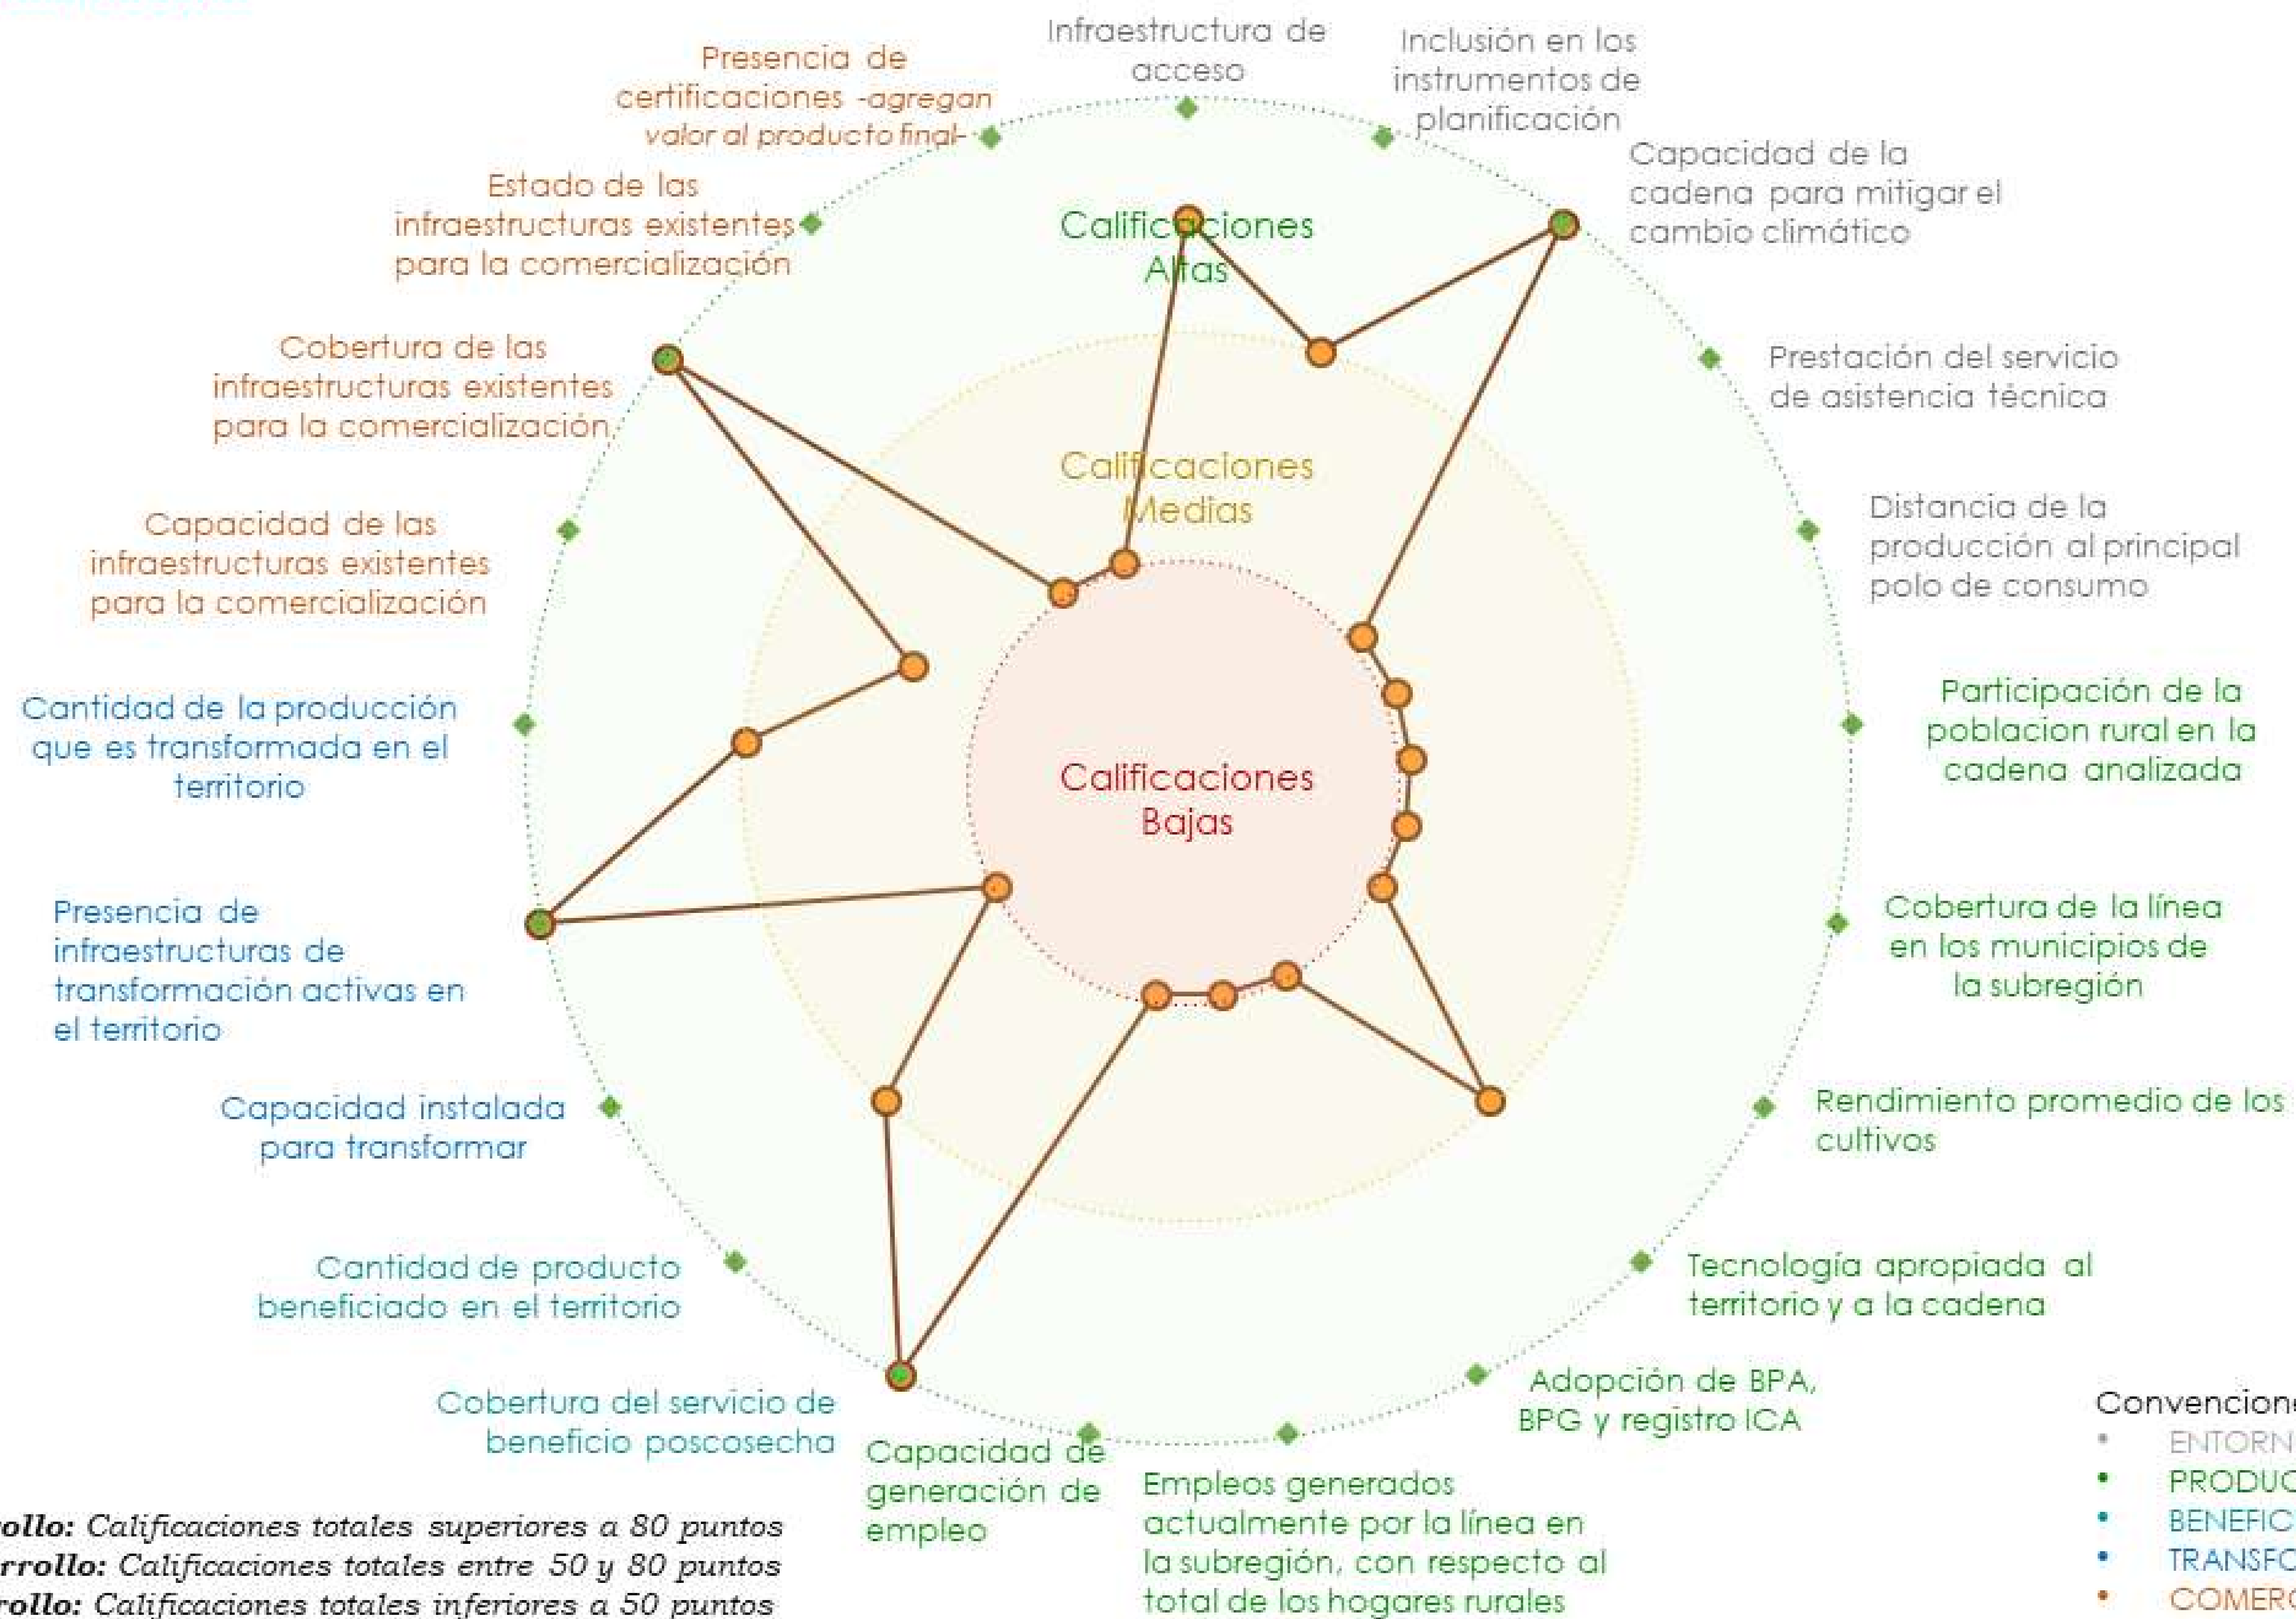 Infraestructura de
acceso
Inclusión en los
instrumentos de
planificación
Capacidad de la
cadena para mitigar el
cambio climático
Prestación del servicio
de asistencia técnica
Distancia de la
producción al principal
polo de consumo
Participación de la
poblacion rural en la
cadena analizada
Cobertura de la línea
en los municipios de
la subregión
Rendimiento promedio de los
cultivos
Tecnología apropiada al
territorio y a la cadena
Adopción de BPA,
BPG y registro ICA
Empleos generados
actualmente por la línea en
la subregión, con respecto al
total de los hogares rurales
Capacidad de
generación de
empleo
Cobertura del servicio de
beneficio poscosecha
Cantidad de producto
beneficiado en el territorio
Capacidad instalada
para transformar
Presencia de
infraestructuras de
transformación activas en
el territorio
Cantidad de la producción
que es transformada en el
territorio
Capacidad de las
infraestructuras existentes
para la comercialización
Cobertura de las
infraestructuras existentes
para la comercialización
Estado de las
infraestructuras existentes
para la comercialización
Presencia de
certificaciones -agregan
valor al producto final-
Calificaciones
Altas
Calificaciones
Medias
Calificaciones
Bajas
ollo: Calificaciones totales superiores a 80 puntos
rrollo: Calificaciones totales entre 50 y 80 puntos
rollo: Calificaciones totales inferiores a 50 puntos
Convencione
• ENTORN
• PRODUC
• BENEFIC
• TRANSFO
• COMERC